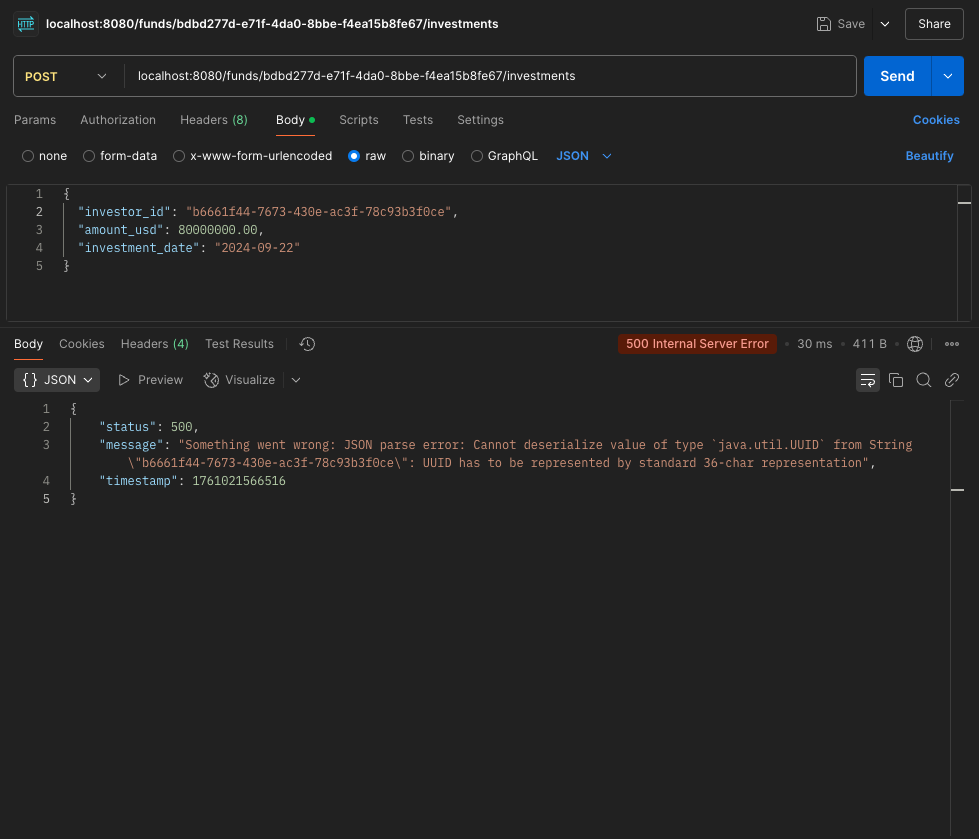 HTTP localhost:8080/funds/bdbd277d-e71f-4da0-8bbe-f4ea15b8fe67/investments Save Share
POST localhost:8080/funds/bdbd277d-e71f-4da0-8bbe-f4ea15b8fe67/investments Send
Params Authorization Headers (8) Body Scripts Tests Settings Cookies
none form-data x-www-form-urlencoded raw binary GraphQL JSON Beautify
1 {
2 "investor_id": "b6661f44-7673-430e-ac3f-78c93b3f0ce",
3 "amount_usd": 80000000.00,
4 "investment_date": "2024-09-22"
5 }
Body Cookies Headers (4) Test Results 500 Internal Server Error 30 ms 411 B
{} JSON Preview Visualize
1 {
2 "status": 500,
3 "message": "Something went wrong: JSON parse error: Cannot deserialize value of type `java.util.UUID` from String
\"b6661f44-7673-430e-ac3f-78c93b3f0ce\": UUID has to be represented by standard 36-char representation",
4 "timestamp": 1761021566516
5 }